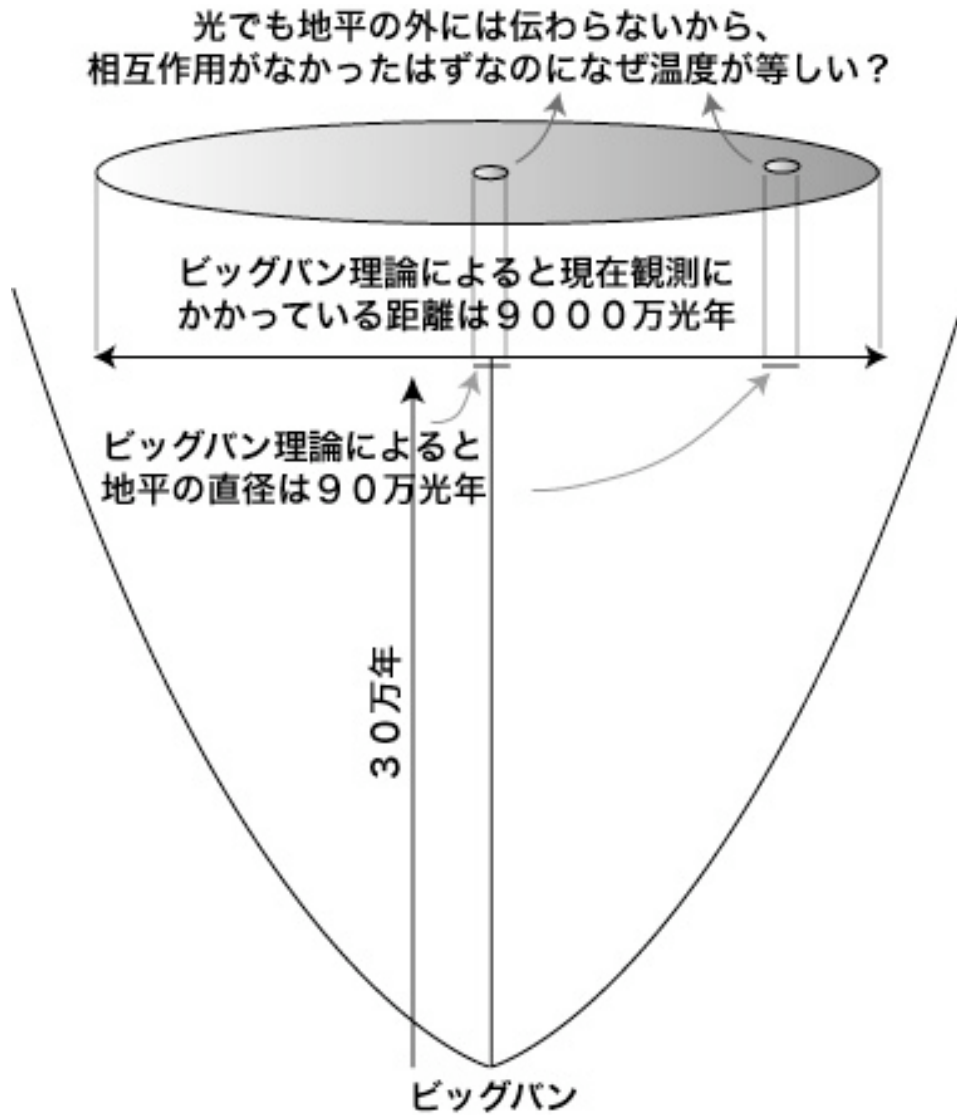 光でも地平の外には伝わらないから、
相互作用がなかったはずなのになぜ温度が等しい？
ビッグバン理論によると現在観測に
かかっている距離は９０００万光年
ビッグバン理論によると
地平の直径は９０万光年
３０万年
ビッグバン